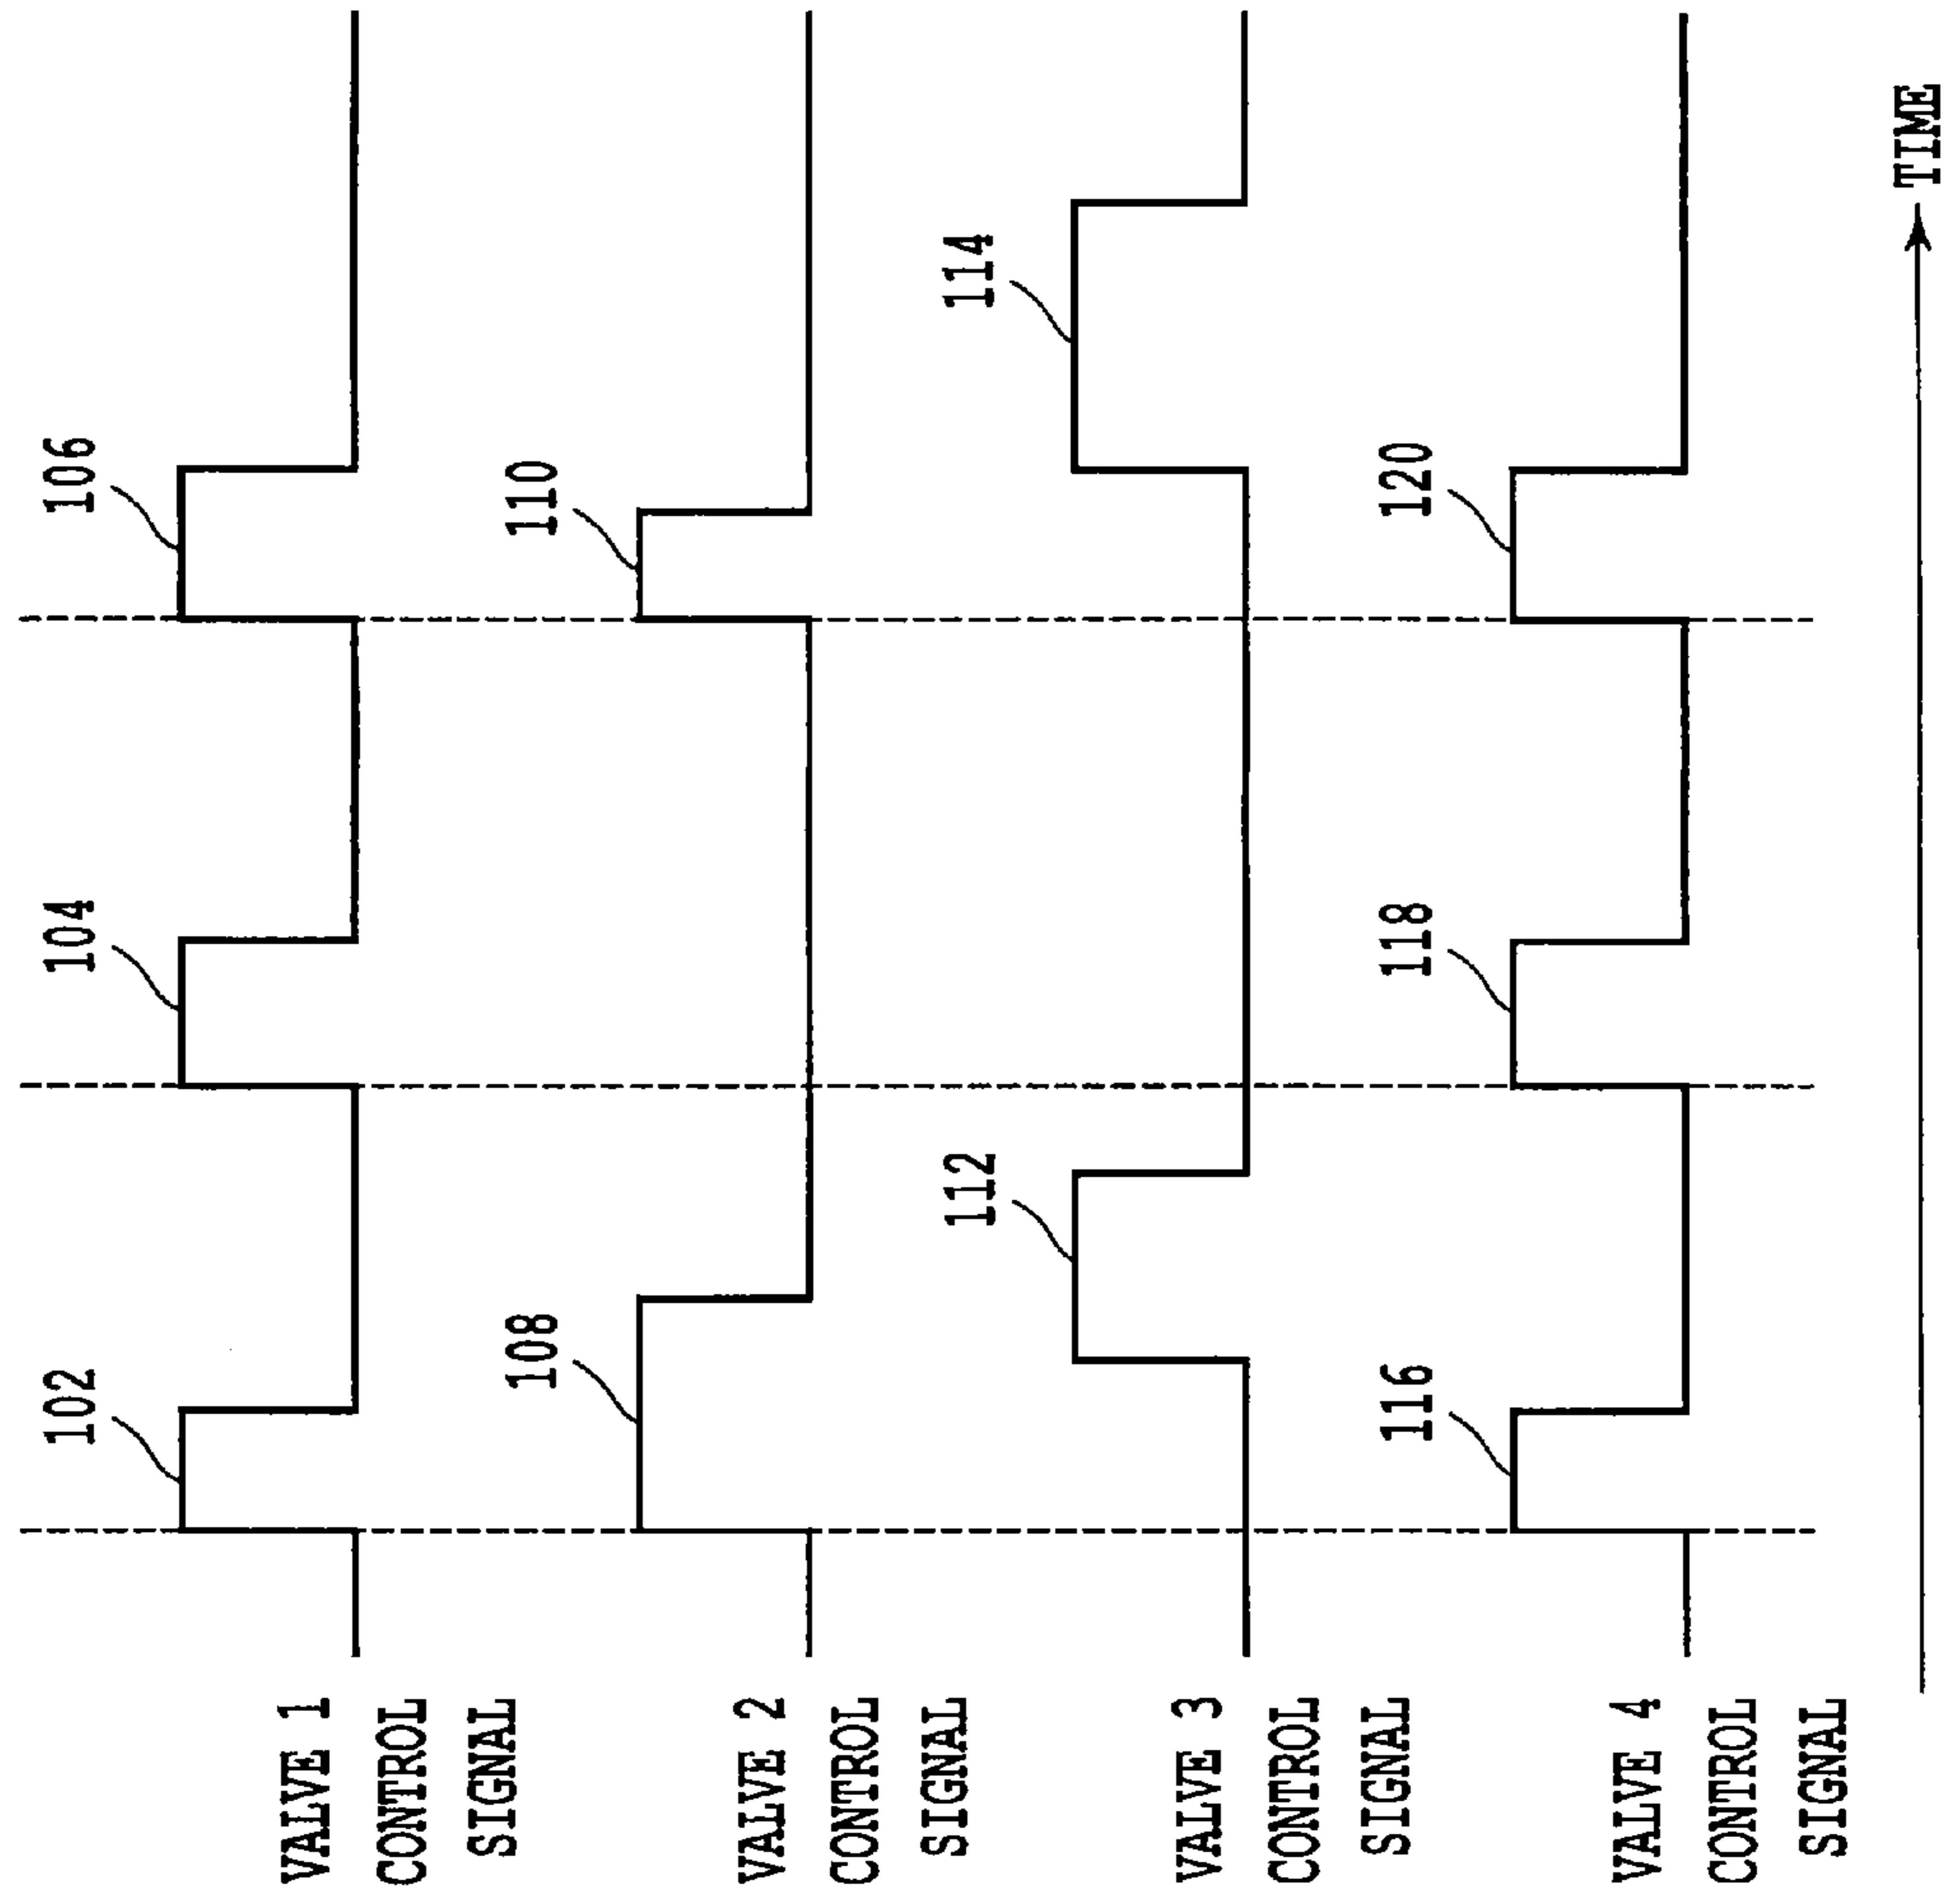 102
104
106
VALVE 1
CONTROL
SIGNAL
108
110
VALVE 2
CONTROL
SIGNAL
112
114
VALVE 3
CONTROL
SIGNAL
116
118
120
VALVE 4
CONTROL
SIGNAL
TIME